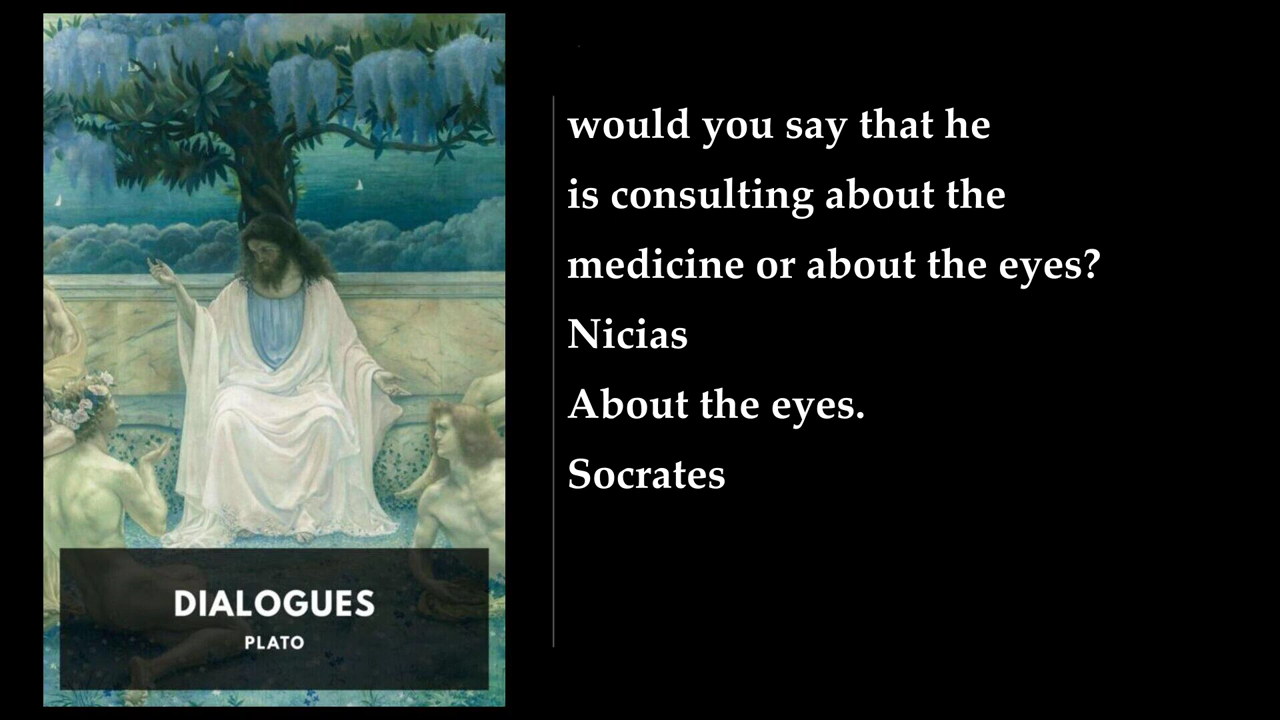 would you say that he
is consulting about the
medicine or about the eyes?
Nicias
About the eyes.
Socrates
DIALOGUES
PLATO